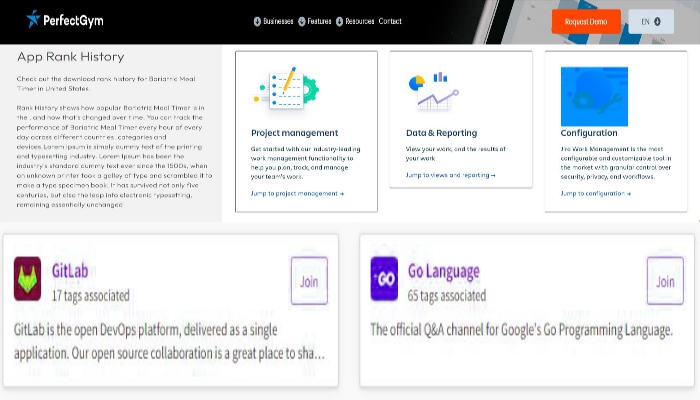 PerfectGym
Businesses Features Resources Contact
Request Demo
EN
App Rank History
Check out the download rank history for Bariatric Meal
Timer in United States.
Rank History shows how popular Bariatric Meal Timer is in
the , and how that's changed over time. You can track the
performance of Bariatric Meal Timer every hour of every
day across different countries, categories and
devices.Lorem Ipsum is simply dummy text of the printing
and typesetting industry. Lorem Ipsum has been the
industry's standard dummy text ever since the 1500s, when
an unknown printer took a galley of type and scrambled it to
make a type specimen book. It has survived not only five
centuries, but also the leap into electronic typesetting,
remaining essentially unchanged
Project management
Get started with our industry-leading
work management functionality to
help you plan, track, and manage
your team's work.
Jump to project management →
Data & Reporting
View your work, and the results of
your work
Jump to views and reporting →
Configuration
Jira Work Management is the most
configurable and customizable tool in
the market with granular control over
security, privacy, and workflows.
Jump to configuration →
GitLab
17 tags associated
Join
GitLab is the open DevOps platform, delivered as a single
application. Our open source collaboration is a great place to sha...
GO
Go Language
65 tags associated
Join
The official Q&A channel for Google's Go Programming Language.